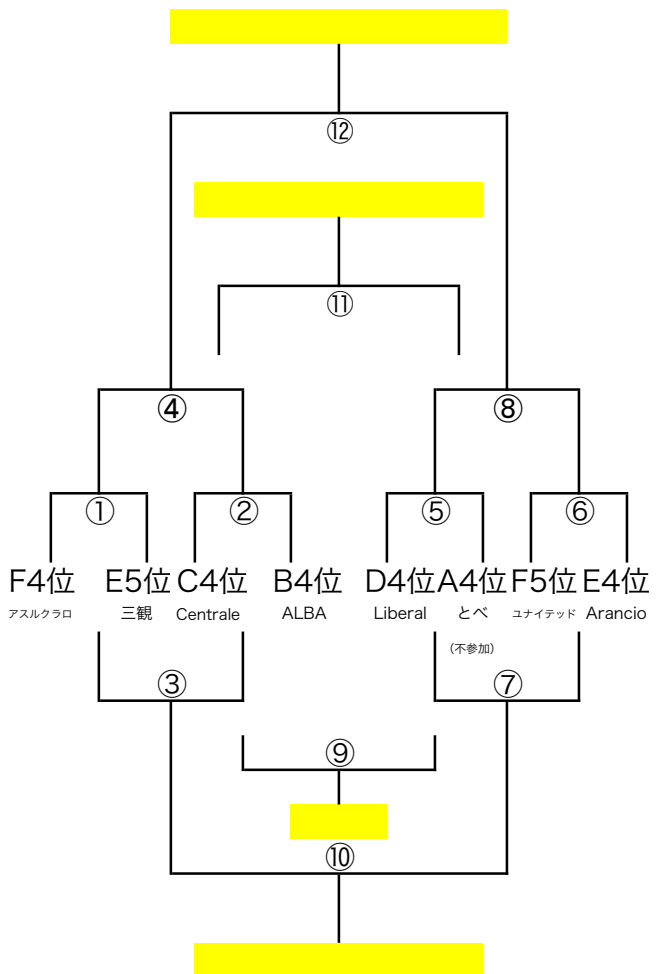 ⑫
⑪
④ ⑧
① ② ⑤ ⑥
F4位 E5位 C4位 B4位 D4位 A4位 F5位 E4位
アスルクラロ 三観 Centrale ALBA Liberal とべ ユナイテッド Arancio
(不参加)
③ ⑦
⑨
⑩